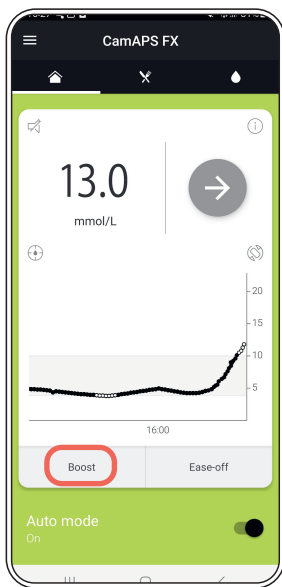 CamAPS FX
13.0
mmol/L
20
15
10
5
16:00
Boost
Ease-off
Auto mode
On